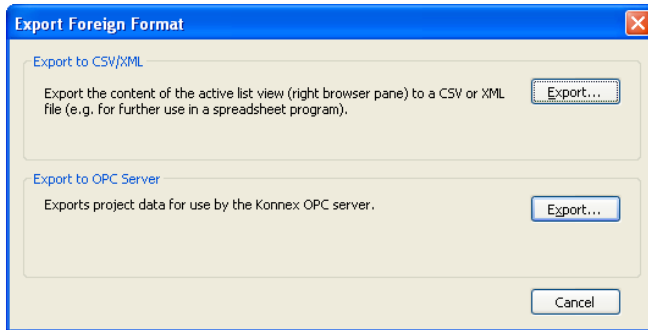 Export Foreign Format
Export to CSV/XML
Export the content of the active list view (right browser pane) to a CSV or XML
file (e.g. for further use in a spreadsheet program).
Export...
Export to OPC Server
Exports project data for use by the Konnex OPC server.
Export...
Cancel